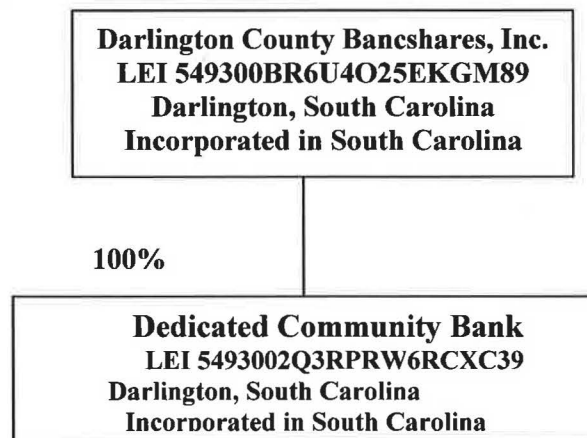 Darlington County Bancshares, Inc.
LEI 549300BR6U4O25EKGM89
Darlington, South Carolina
Incorporated in South Carolina
100%
Dedicated Community Bank
LEI 5493002Q3RPRW6RCXC39
Darlington, South Carolina
Incorporated in South Carolina